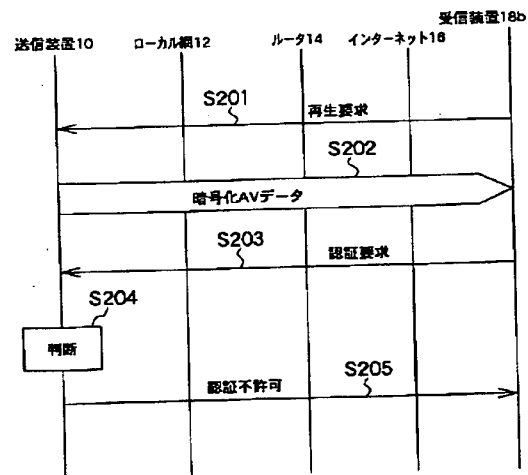 送信装置10 ローカル網12 ルータ14 インターネット16 受信装置18b
S201
再生要求
S202
暗号化AVデータ
S203
認証要求
S204
判断
S205
認証不許可